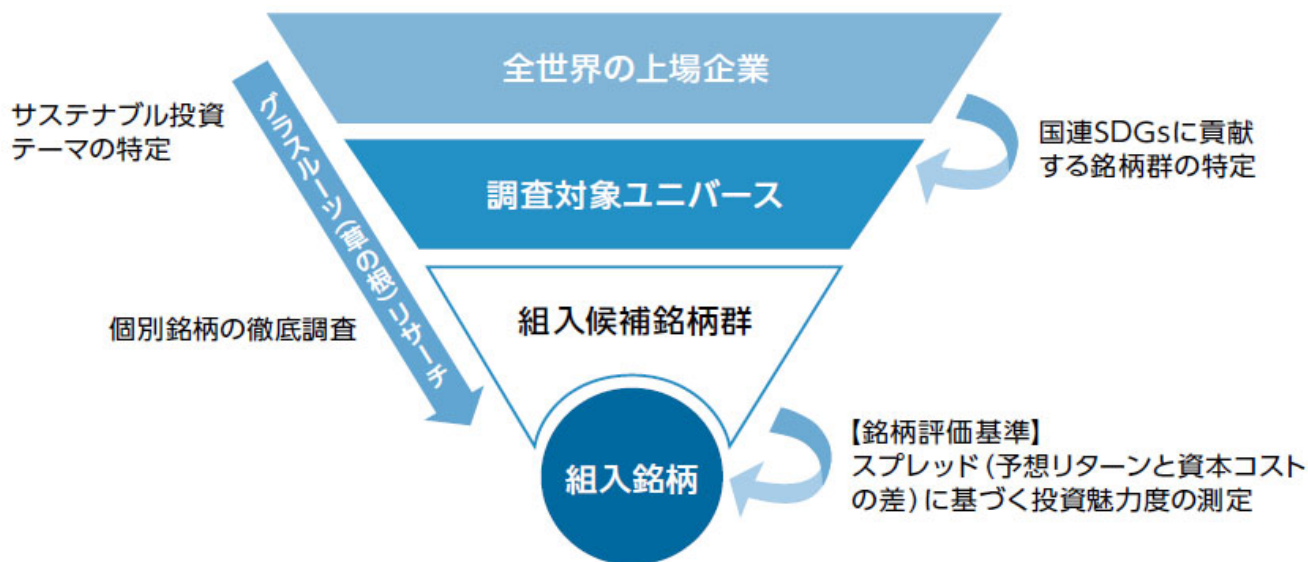 全世界の上場企業
サステナブル投資
テーマの特定
グラスルーツ(草の根)リサーチ
国連SDGsに貢献
する銘柄群の特定
調査対象ユニバース
個別銘柄の徹底調査
組入候補銘柄群
【銘柄評価基準】
スプレッド(予想リターンと資本コスト
の差)に基づく投資魅力度の測定
組入銘柄